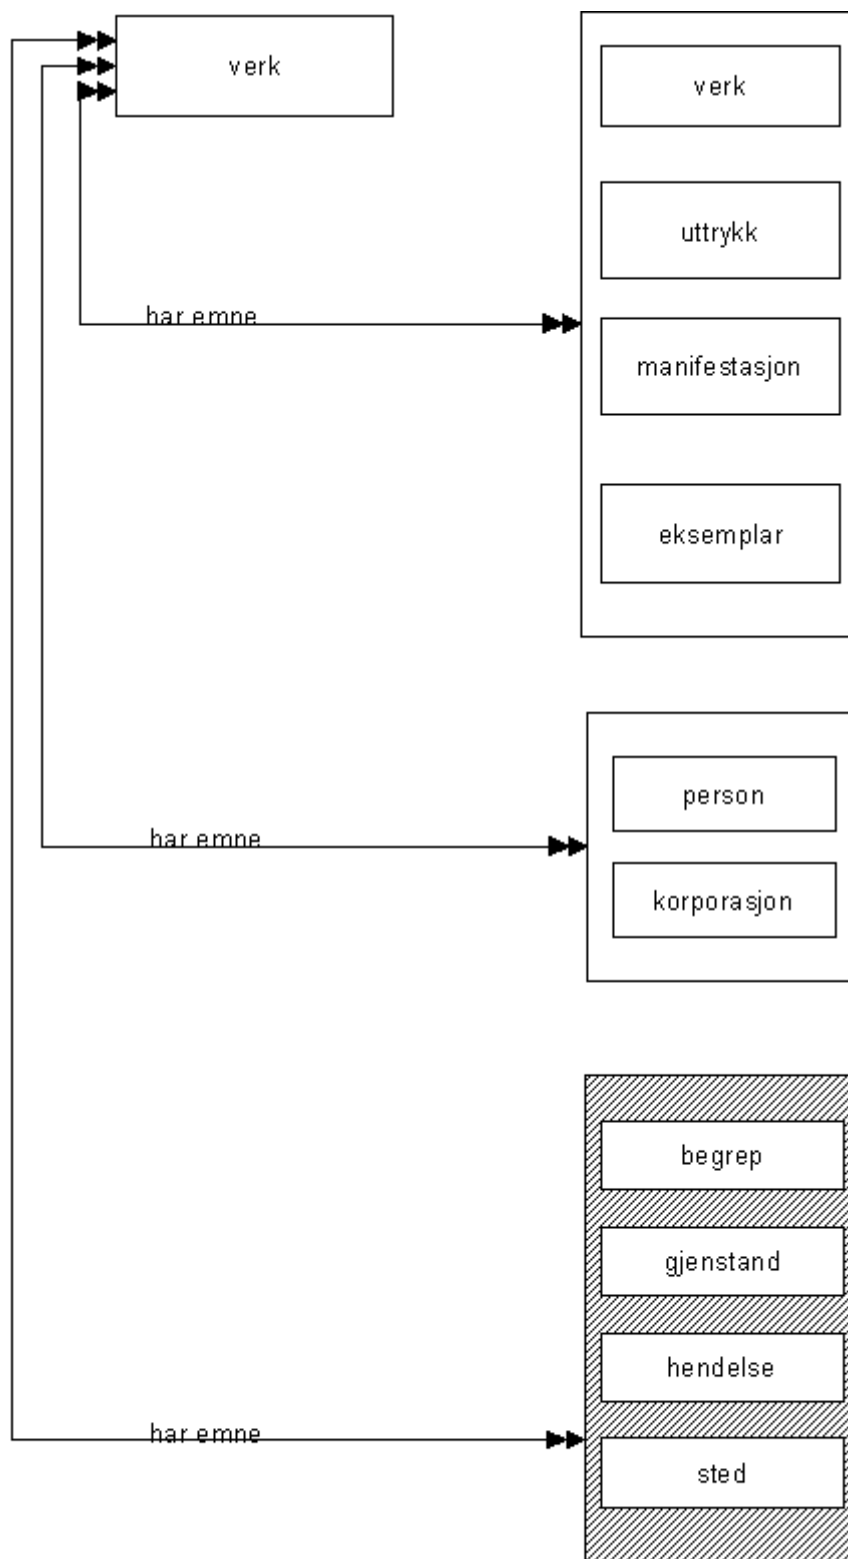 verk
verk
uttrykk
har emne
manifestasjon
eksemplar
person
har emne
korporasjon
begrep
gjenstand
hendelse
har emne
sted